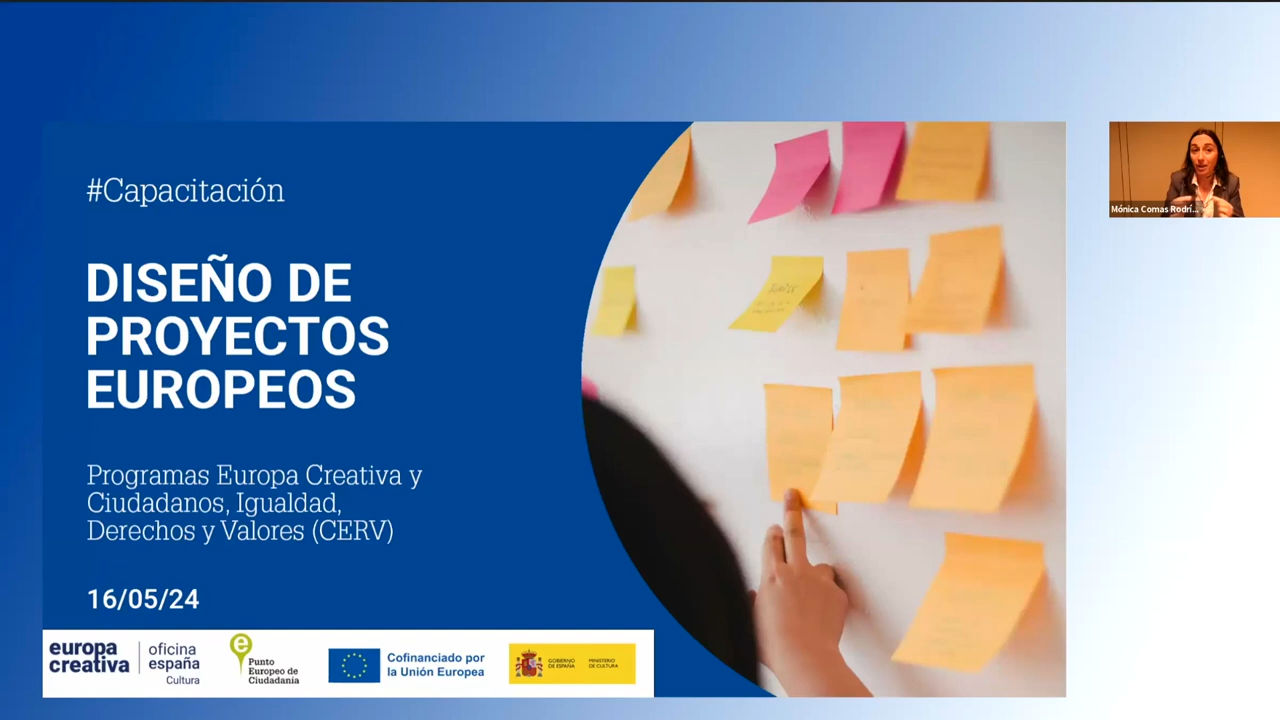 #Capacitación
DISEÑO DE
PROYECTOS
EUROPEOS
Programas Europa Creativa y
Ciudadanos, Igualdad,
Derechos y Valores (CERV)
16/05/24
europa
creativa
oficina
españa
Cultura
e
Punto
Europeo de
Ciudadanía
Cofinanciado por
la Unión Europea
GOBIERNO
DE ESPAÑA
MINISTERIO
DE CULTURA
Mónica Comas Rodrí...